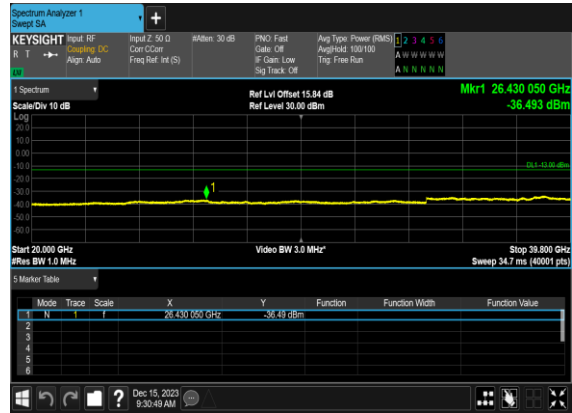 Spectrum Analyzer 1
Swept SA
KEYSIGHT Input: RF Input Z: 50 Ω #Atten: 30 dB PNO: Fast Avg Type: Power (RMS) 1 2 3 4 5 6
R T Coupling: DC Corr CCorr Gate: Off Avg|Hold: 100/100 A W W W W W
Align: Auto Freq Ref: Int (S) IF Gain: Low Trig: Free Run
LW Sig Track: Off A N N N N N
1 Spectrum Ref Lvl Offset 15.84 dB Mkr1 26.430 050 GHz
Scale/Div 10 dB Ref Level 30.00 dBm -36.493 dBm
Log
20.0
10.0
0.00
-10.0 DL1 -13.00 dBm
-20.0
-30.0 1
-40.0
-50.0
-60.0
Start 20.000 GHz Video BW 3.0 MHz* Stop 39.800 GHz
#Res BW 1.0 MHz Sweep 34.7 ms (40001 pts)
5 Marker Table
Mode Trace Scale X Y Function Function Width Function Value
1 N 1 f 26.430 050 GHz -36.49 dBm
2
3
4
5
6
? Dec 15, 2023
9:30:49 AM